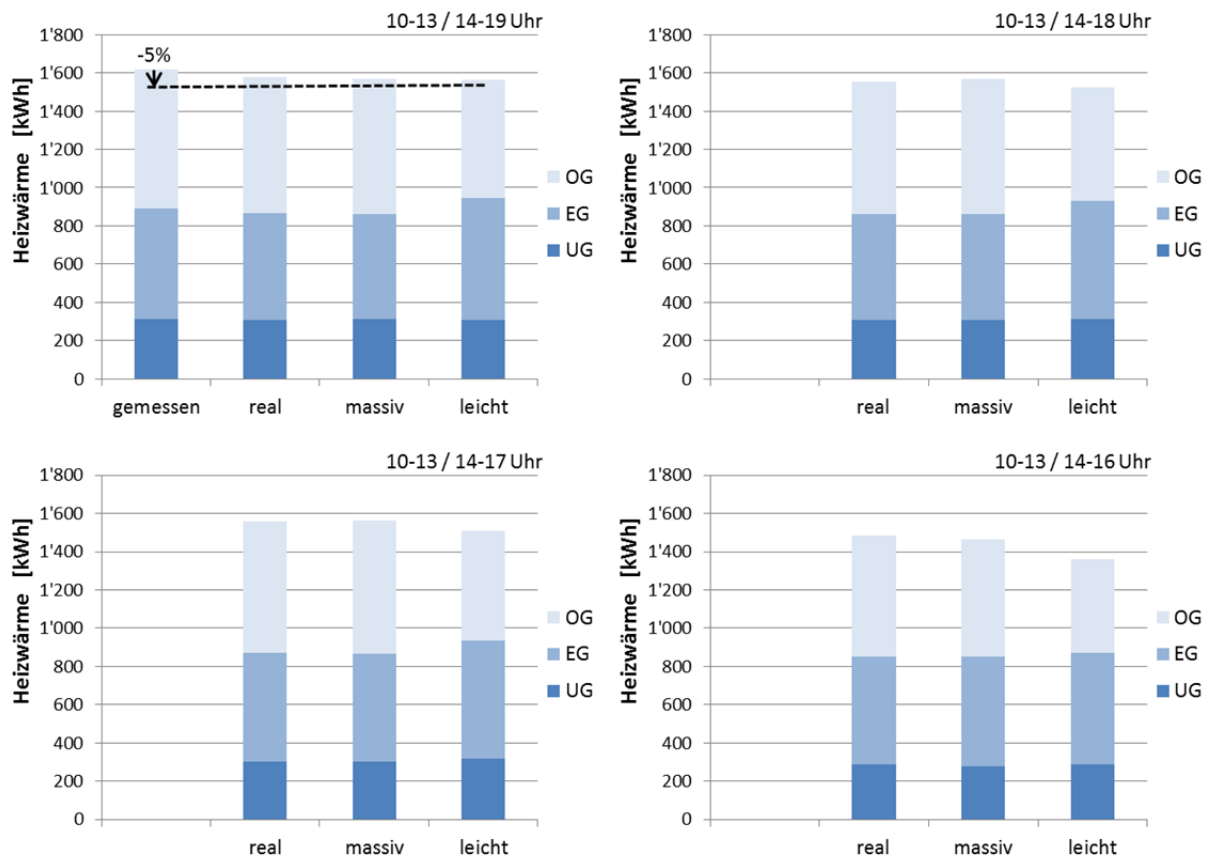 10-13 / 14-19 Uhr
Heizwärme [kWh]
1'800
1'600
1'400
1'200
1'000
800
600
400
200
0
-5%
OG
EG
UG
gemessen real massiv leicht
10-13 / 14-18 Uhr
Heizwärme [kWh]
1'800
1'600
1'400
1'200
1'000
800
600
400
200
0
OG
EG
UG
real massiv leicht
10-13 / 14-17 Uhr
Heizwärme [kWh]
1'800
1'600
1'400
1'200
1'000
800
600
400
200
0
OG
EG
UG
real massiv leicht
10-13 / 14-16 Uhr
Heizwärme [kWh]
1'800
1'600
1'400
1'200
1'000
800
600
400
200
0
OG
EG
UG
real massiv leicht